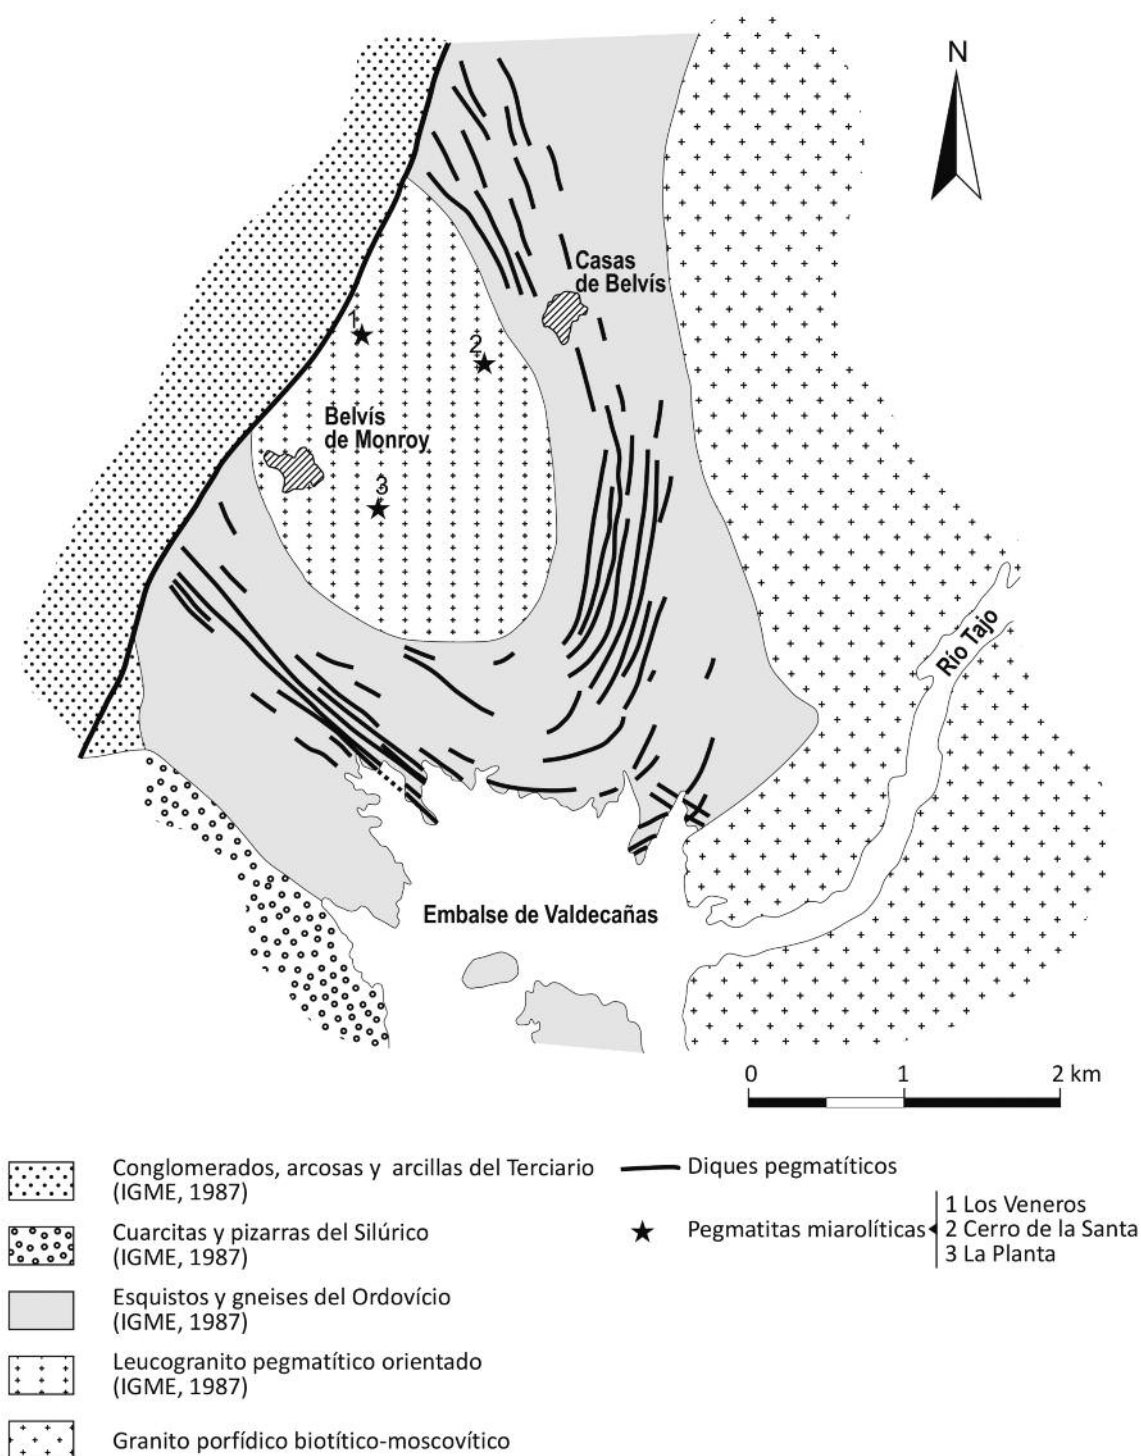 N
Casas
de Belvís
1
2
Belvís
de Monroy
3
Río Tajo
Embalse de Valdecañas
0 1 2 km
Conglomerados, arcosas y arcillas del Terciario
(IGME, 1987)
Cuarcitas y pizarras del Silúrico
(IGME, 1987)
Esquistos y gneises del Ordovício
(IGME, 1987)
Leucogranito pegmatítico orientado
(IGME, 1987)
Granito porfídico biotítico-moscovítico
Diques pegmatíticos
Pegmatitas miarolíticas
1 Los Veneros
2 Cerro de la Santa
3 La Planta